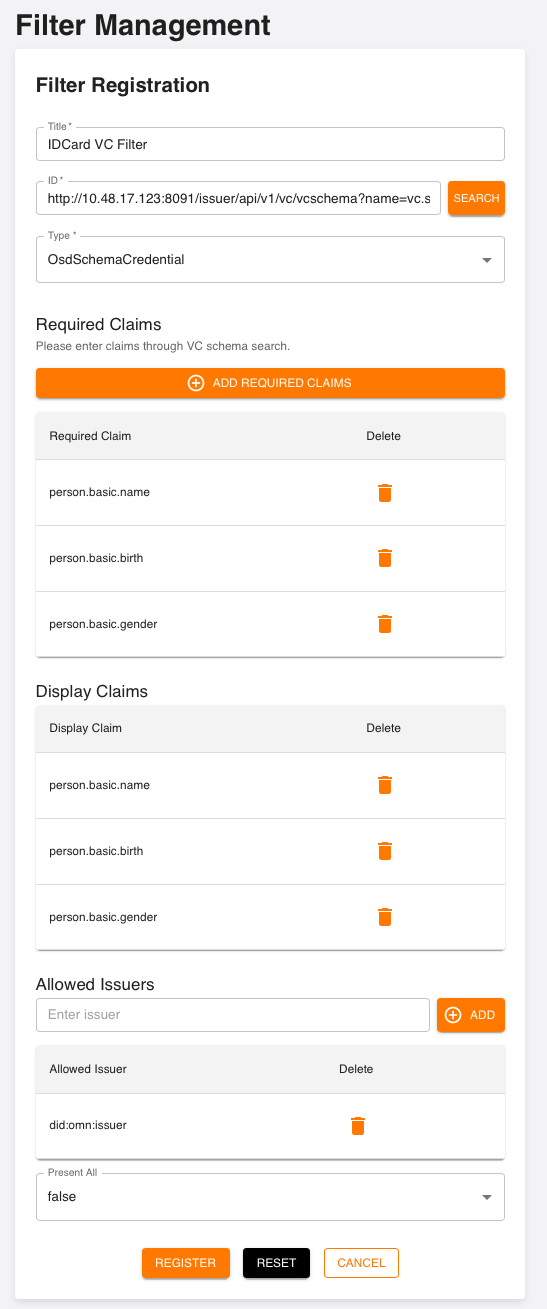 Filter Management
Filter Registration
Title *
IDCard VC Filter
ID *
http://10.48.17.123:8091/issuer/api/v1/vc/vcschema?name=vc.s
SEARCH
Type *
OsdSchemaCredential
Required Claims
Please enter claims through VC schema search.
ADD REQUIRED CLAIMS
Required Claim Delete
person.basic.name
person.basic.birth
person.basic.gender
Display Claims
Display Claim Delete
person.basic.name
person.basic.birth
person.basic.gender
Allowed Issuers
Enter issuer
ADD
Allowed Issuer Delete
did:omn:issuer
Present All
false
REGISTER RESET CANCEL